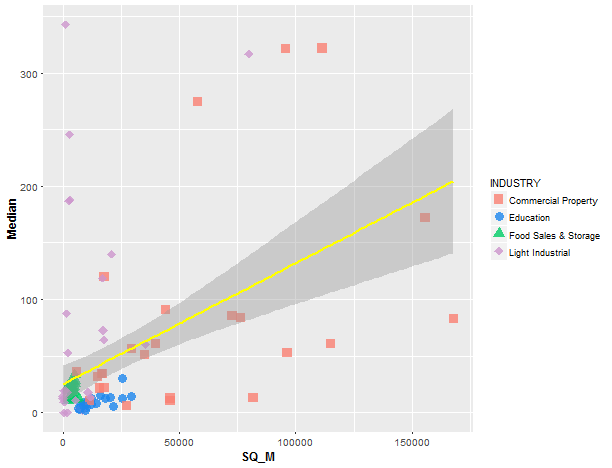 300
200
100
0
Median
0
50000
100000
150000
SQ_M
INDUSTRY
Commercial Property
Education
Food Sales & Storage
Light Industrial